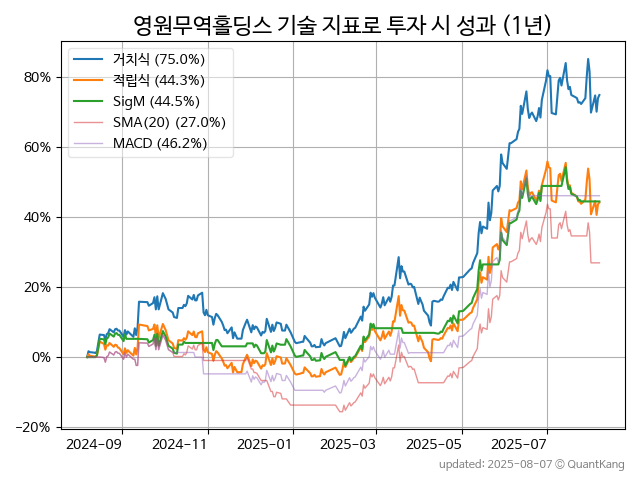 영원무역홀딩스 기술 지표로 투자 시 성과 (1년)
거치식 (75.0%)
적립식 (44.3%)
SigM (44.5%)
SMA(20) (27.0%)
MACD (46.2%)
80%
60%
40%
20%
0%
−20%
2024-09 2024-11 2025-01 2025-03 2025-05 2025-07
updated: 2025-08-07 © QuantKang